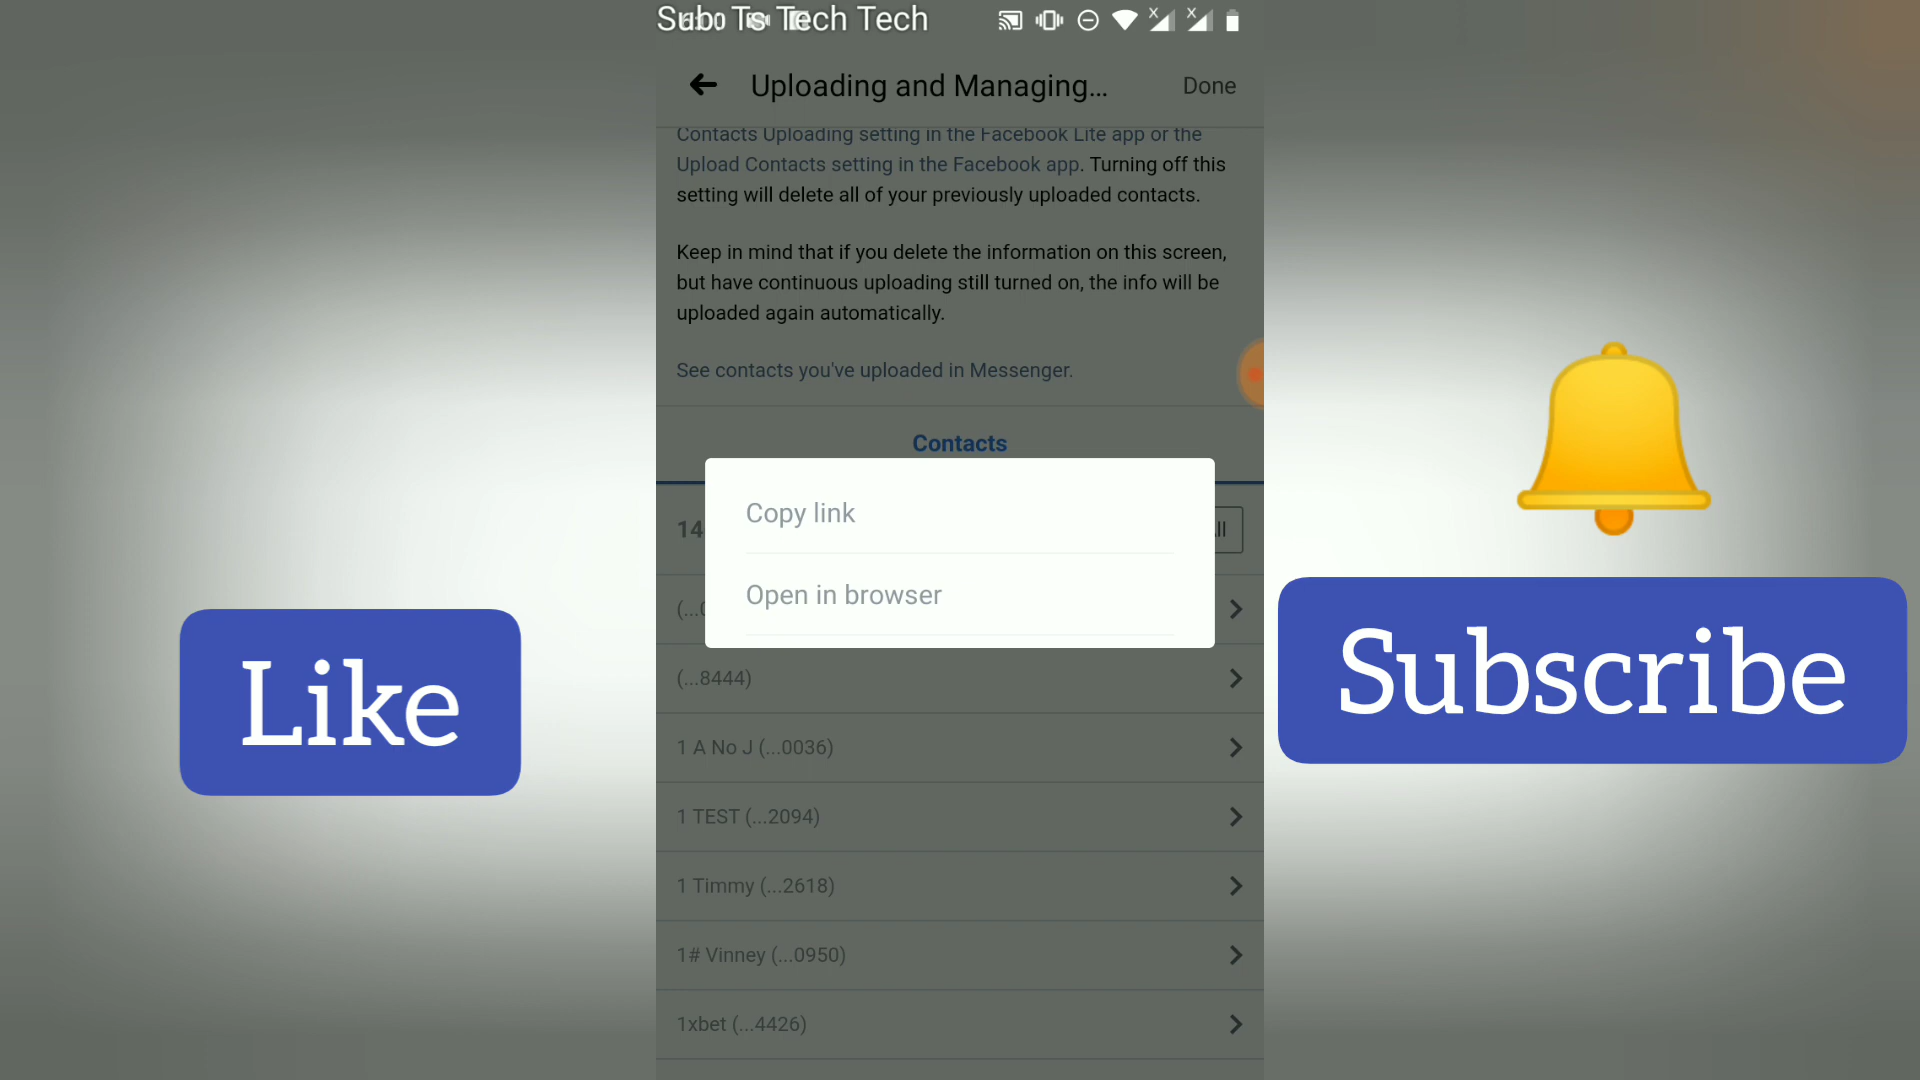 Sub: Ts Tech Tech
Uploading and Managing...
Done
Contacts Uploading setting in the Facebook Lite app or the
Upload Contacts setting in the Facebook app. Turning off this
setting will delete all of your previously uploaded contacts.
Keep in mind that if you delete the information on this screen,
but have continuous uploading still turned on, the info will be
uploaded again automatically.
See contacts you've uploaded in Messenger.
Contacts
14
Copy link
Open in browser
(...8444)
1 A No J (...0036)
1 TEST (...2094)
1 Timmy (...2618)
1# Vinney (...0950)
1xbet (...4426)
Like
Subscribe